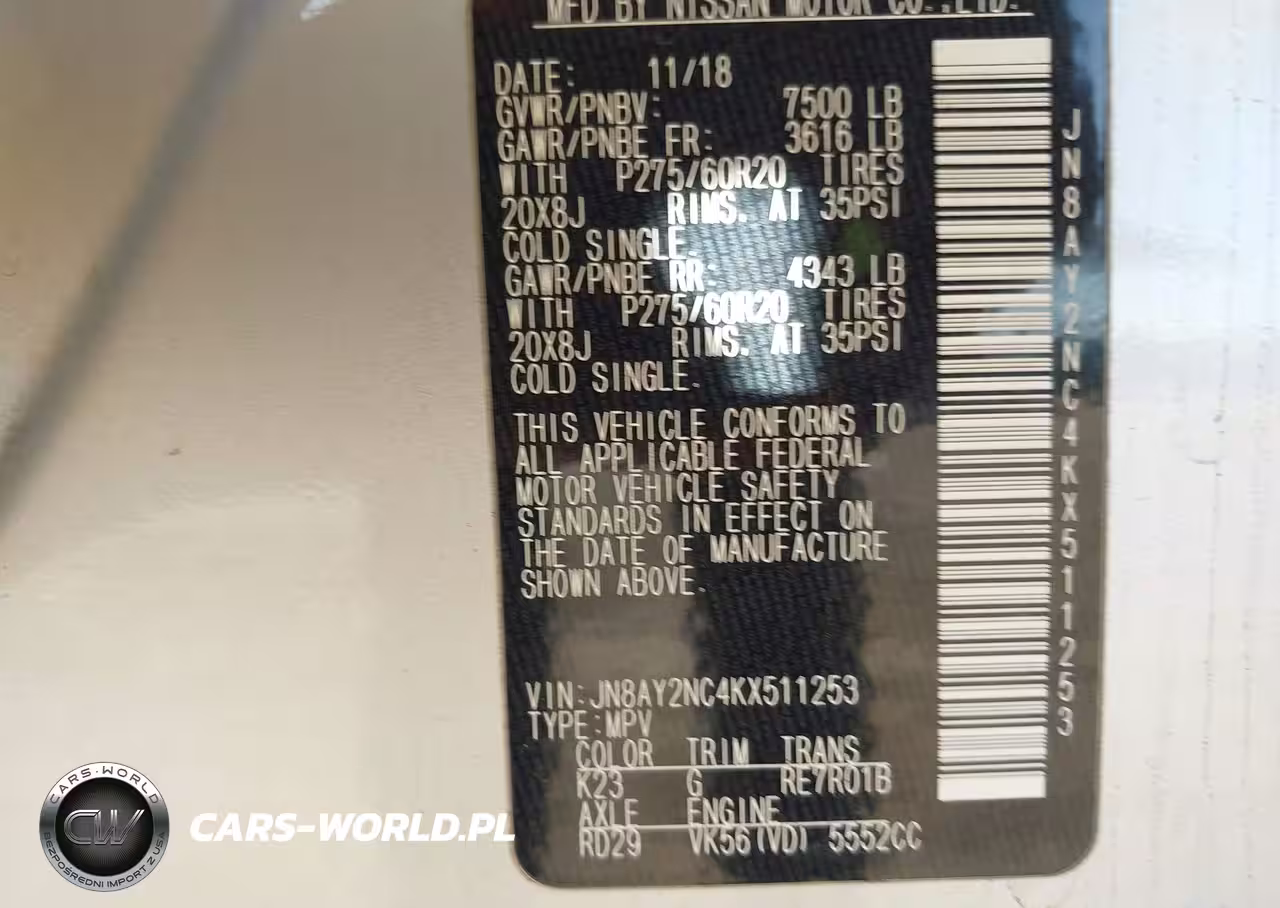 MFD BY NISSAN MOTOR CO.,LTD.
DATE: 11/18
GVWR/PNBV: 7500 LB
GAWR/PNBE FR: 3616 LB
WITH P275/60R20 TIRES
20X8J RIMS. AT 35PSI
COLD SINGLE.
GAWR/PNBE RR: 4343 LB
WITH P275/60R20 TIRES
20X8J RIMS. AT 35PSI
COLD SINGLE.
THIS VEHICLE CONFORMS TO
ALL APPLICABLE FEDERAL
MOTOR VEHICLE SAFETY
STANDARDS IN EFFECT ON
THE DATE OF MANUFACTURE
SHOWN ABOVE.
VIN:JN8AY2NC4KX511253
TYPE:MPV
COLOR TRIM TRANS
K23 G RE7R01B
AXLE ENGINE
RD29 VK56(VD) 5552CC
JN8AY2NC4KX511253
CARS-WORLD
CW
BEZPOŚREDNI IMPORT Z USA
CARS-WORLD.PL